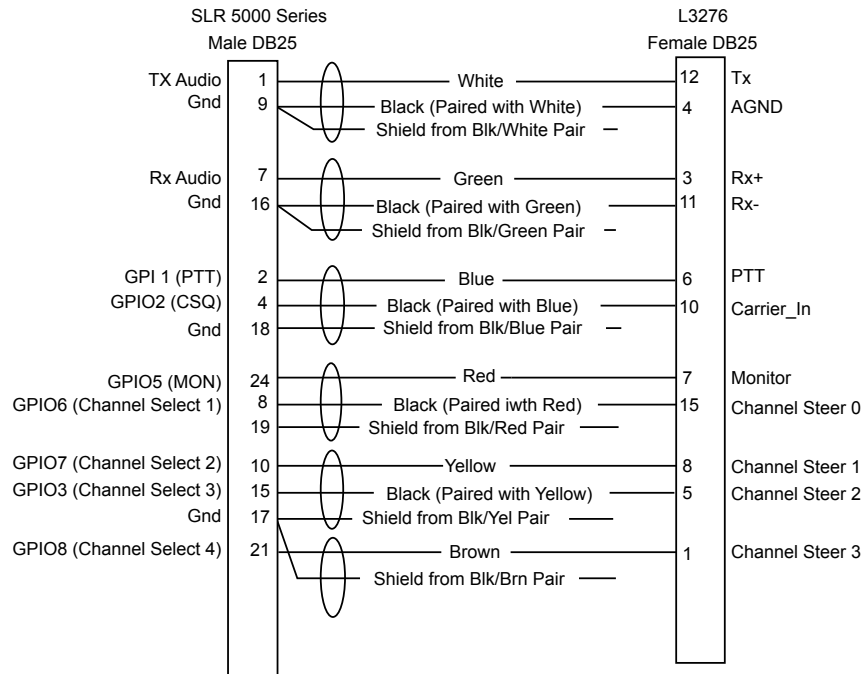 SLR 5000 Series L3276
Male DB25 Female DB25
TX Audio 1 White 12 Tx
Gnd 9 Black (Paired with White) 4 AGND
Shield from Blk/White Pair
Rx Audio 7 Green 3 Rx+
Gnd 16 Black (Paired with Green) 11 Rx-
Shield from Blk/Green Pair
GPI 1 (PTT) 2 Blue 6 PTT
GPIO2 (CSQ) 4 Black (Paired with Blue) 10 Carrier_In
Gnd 18 Shield from Blk/Blue Pair
GPIO5 (MON) 24 Red 7 Monitor
GPIO6 (Channel Select 1) 8 Black (Paired iwth Red) 15 Channel Steer 0
19 Shield from Blk/Red Pair
GPIO7 (Channel Select 2) 10 Yellow 8 Channel Steer 1
GPIO3 (Channel Select 3) 15 Black (Paired with Yellow) 5 Channel Steer 2
Gnd 17 Shield from Blk/Yel Pair
GPIO8 (Channel Select 4) 21 Brown 1 Channel Steer 3
Shield from Blk/Brn Pair